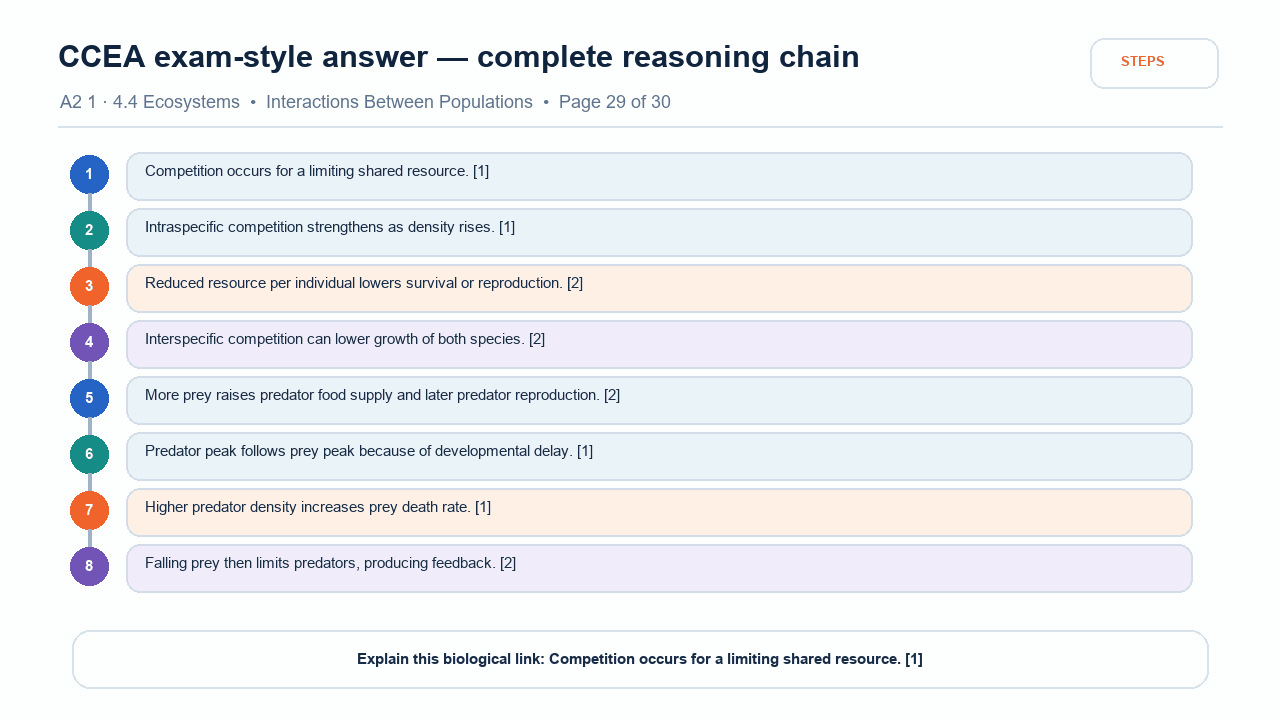 CCEA exam-style answer — complete reasoning chain
STEPS
A2 1 · 4.4 Ecosystems • Interactions Between Populations • Page 29 of 30
1
Competition occurs for a limiting shared resource. [1]
2
Intraspecific competition strengthens as density rises. [1]
3
Reduced resource per individual lowers survival or reproduction. [2]
4
Interspecific competition can lower growth of both species. [2]
5
More prey raises predator food supply and later predator reproduction. [2]
6
Predator peak follows prey peak because of developmental delay. [1]
7
Higher predator density increases prey death rate. [1]
8
Falling prey then limits predators, producing feedback. [2]
Explain this biological link: Competition occurs for a limiting shared resource. [1]